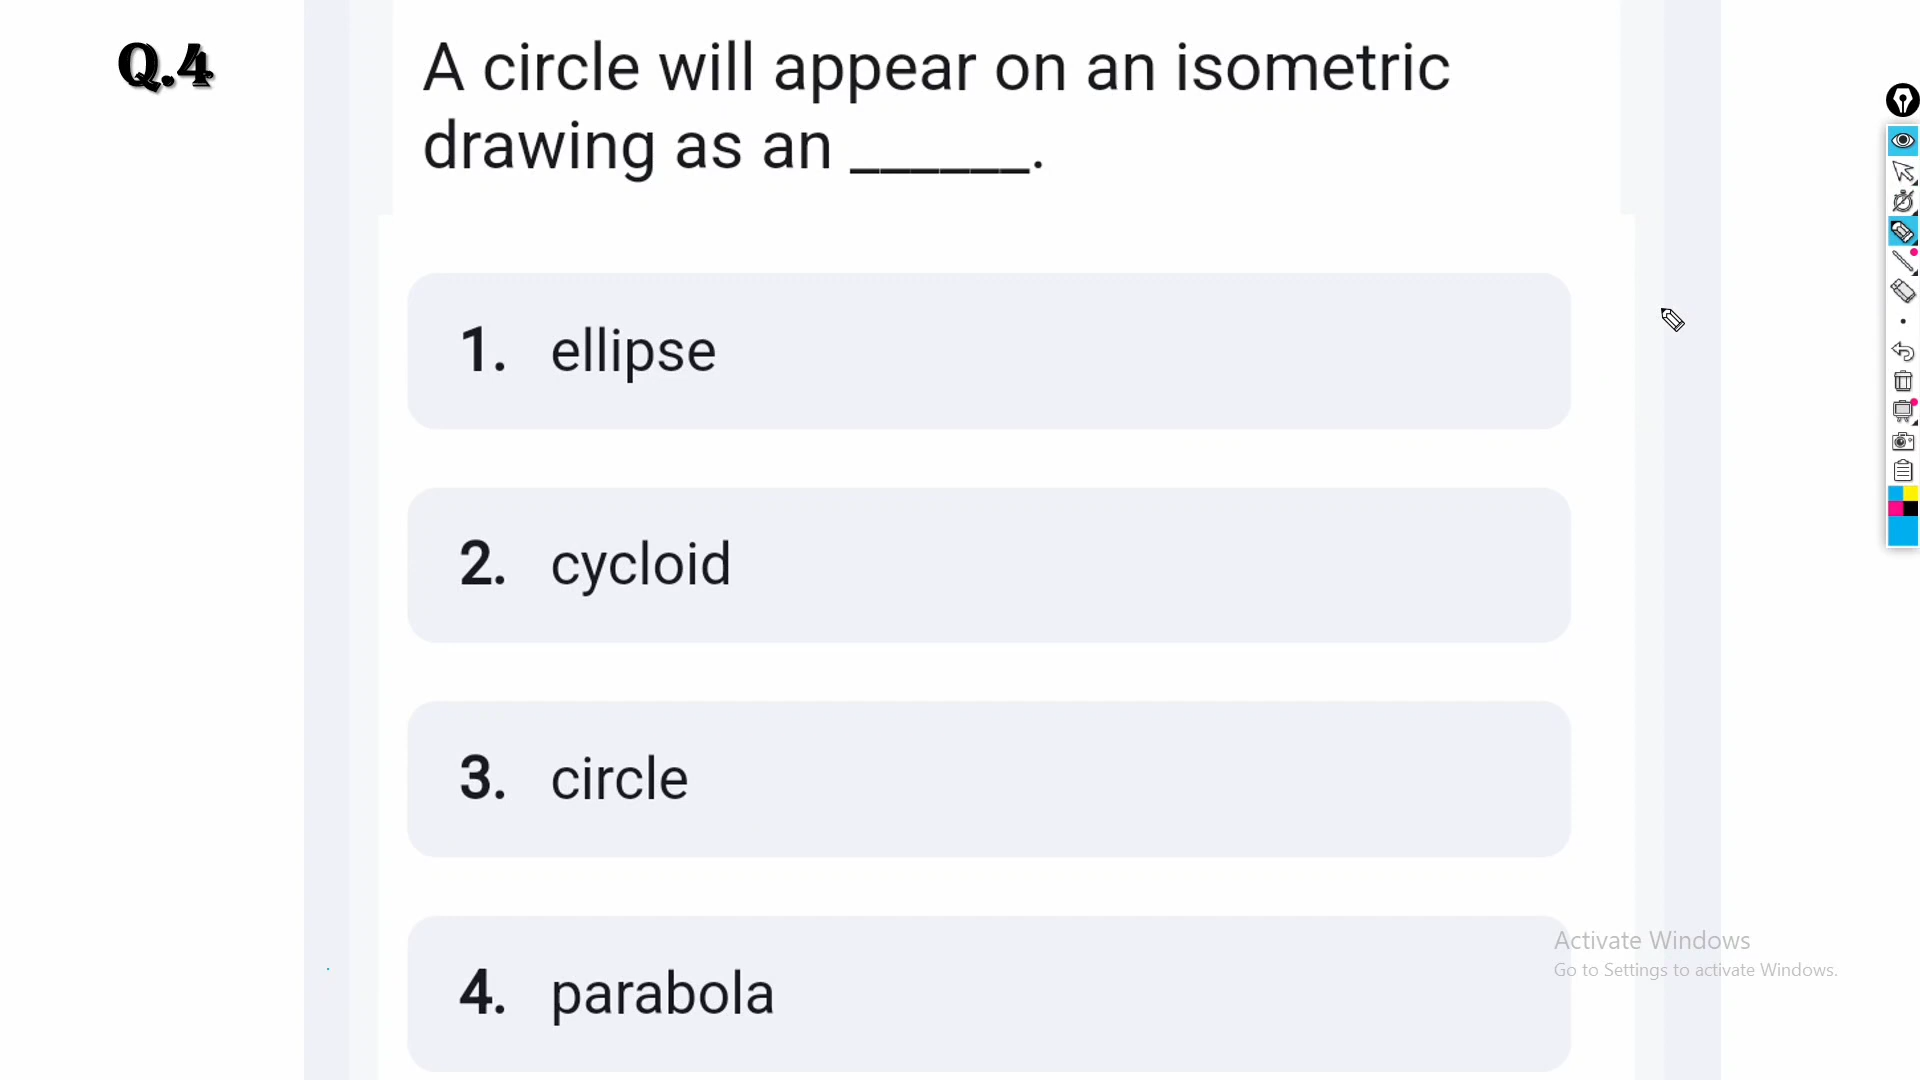 Q.4
A circle will appear on an isometric
drawing as an ______.
1. ellipse
2. cycloid
3. circle
4. parabola
Activate Windows
Go to Settings to activate Windows.